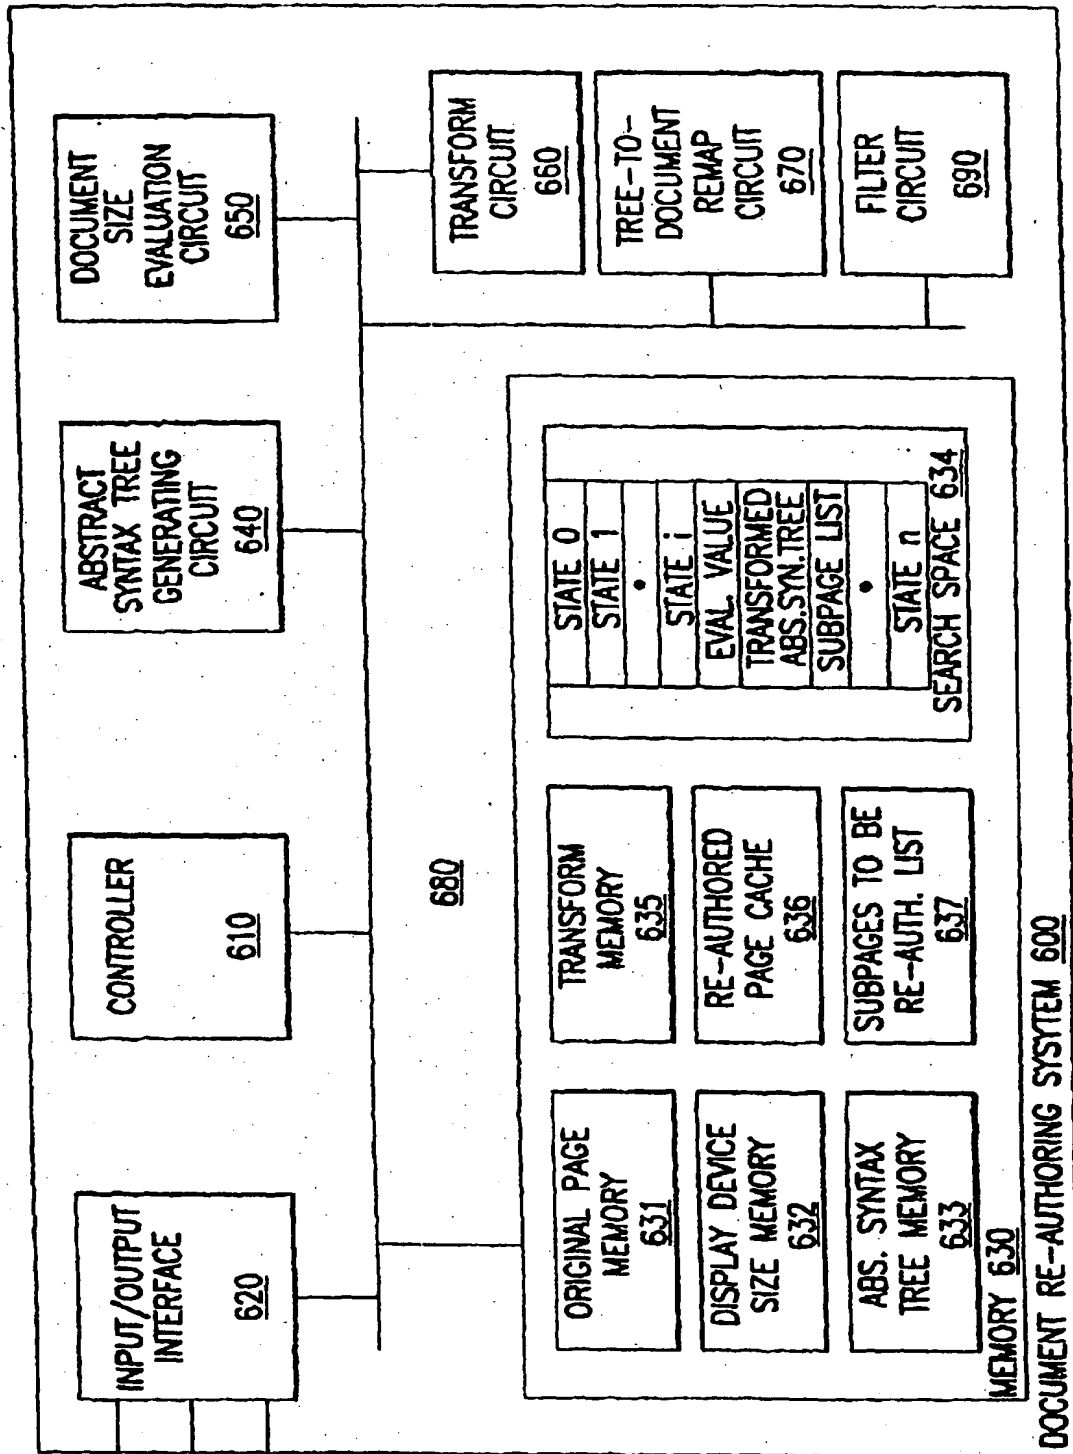 INPUT/OUTPUT
INTERFACE
620
CONTROLLER
610
ABSTRACT
SYNTAX TREE
GENERATING
CIRCUIT
640
DOCUMENT
SIZE
EVALUATION
CIRCUIT
650
680
TRANSFORM
CIRCUIT
660
TREE-TO-
DOCUMENT
REMAP
CIRCUIT
670
FILTER
CIRCUIT
690
ORIGINAL PAGE
MEMORY
631
DISPLAY DEVICE
SIZE MEMORY
632
ABS. SYNTAX
TREE MEMORY
633
TRANSFORM
MEMORY
635
RE-AUTHORED
PAGE CACHE
636
SUBPAGES TO BE
RE-AUTH. LIST
637
STATE 0
STATE 1
•
STATE i
EVAL. VALUE
TRANSFORMED
ABS.SYN.TREE
SUBPAGE LIST
•
STATE n
SEARCH SPACE 634
MEMORY 630
DOCUMENT RE-AUTHORING SYSYTEM 600